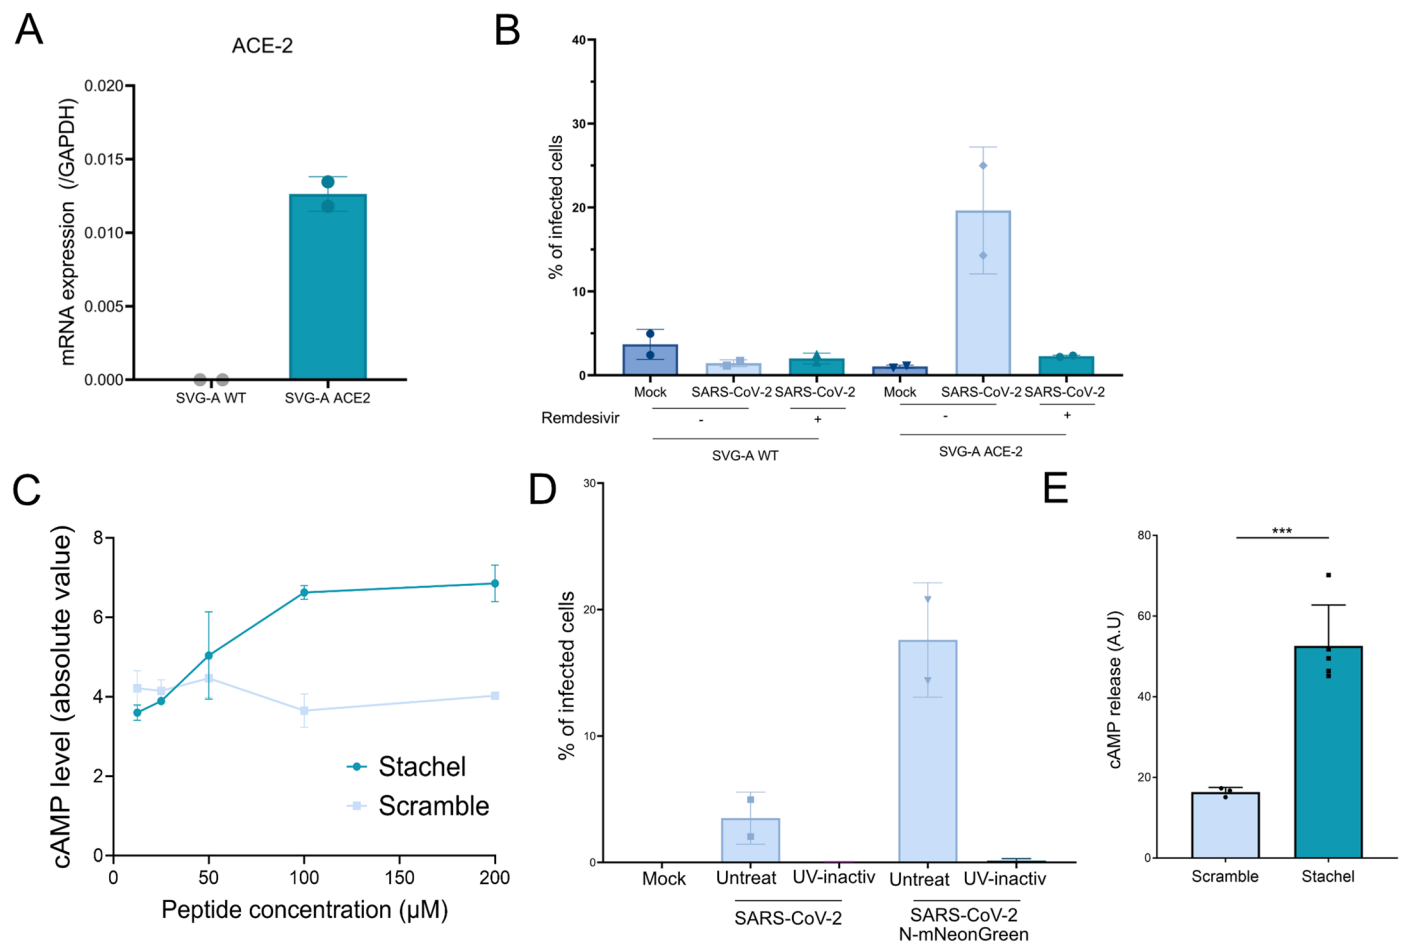 A
ACE-2
mRNA expression (/GAPDH)
0.020
0.015
0.010
0.005
0.000
SVG-A WT
SVG-A ACE2
B
% of infected cells
40
30
20
10
0
Mock
SARS-CoV-2
SARS-CoV-2
Mock
SARS-CoV-2
SARS-CoV-2
Remdesivir
-
+
-
+
SVG-A WT
SVG-A ACE-2
C
cAMP level (absolute value)
8
6
4
2
0
0
50
100
150
200
Peptide concentration (µM)
Stachel
Scramble
D
% of infected cells
30
20
10
0
Mock
Untreat
UV-inactiv
Untreat
UV-inactiv
SARS-CoV-2
SARS-CoV-2
N-mNeonGreen
E
cAMP release (A.U)
80
60
40
20
0
***
Scramble
Stachel